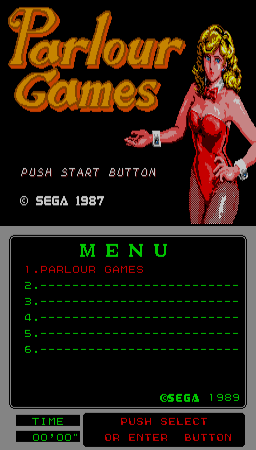 Parlour
Games
PUSH START BUTTON
© SEGA 1987
MENU
1.PARLOUR GAMES
2.-------------------------
3.-------------------------
4.-------------------------
5.-------------------------
6.-------------------------
©SEGA 1989
TIME
00'00"
PUSH SELECT
OR ENTER BUTTON